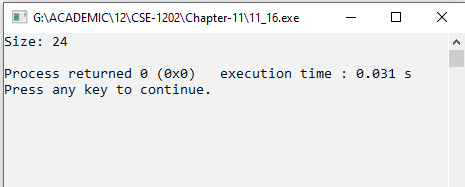 G:\ACADEMIC\12\CSE-1202\Chapter-11\11_16.exe
Size: 24
Process returned 0 (0x0)   execution time : 0.031 s
Press any key to continue.